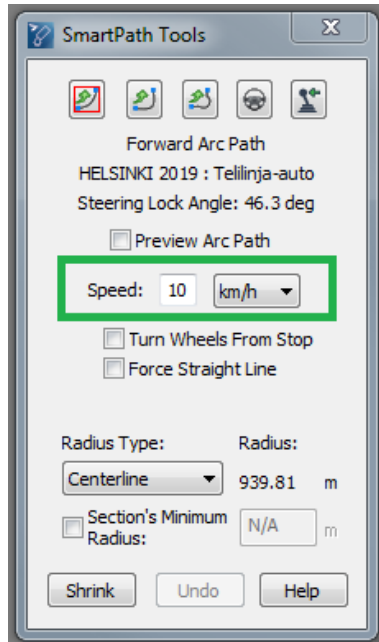 SmartPath Tools
Forward Arc Path
HELSINKI 2019 : Telilinja-auto
Steering Lock Angle: 46.3 deg
Preview Arc Path
Speed: 10 km/h
Turn Wheels From Stop
Force Straight Line
Radius Type: Radius:
Centerline 939.81 m
Section's Minimum
Radius: N/A m
Shrink Undo Help